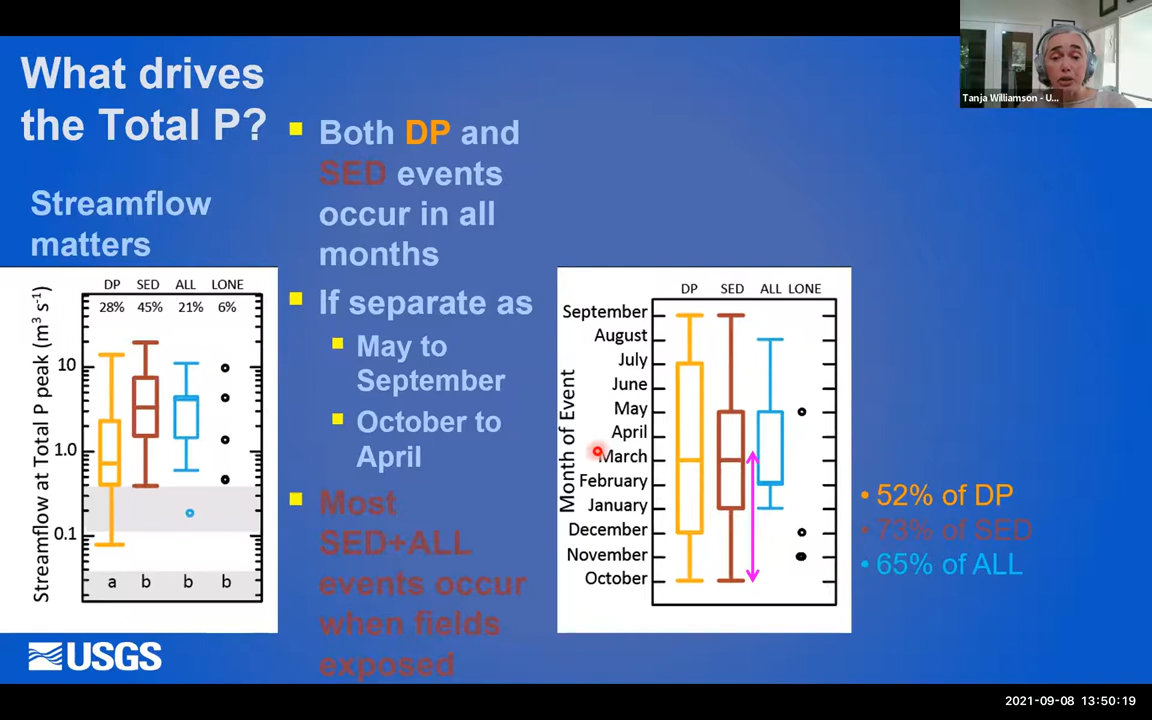 What drives
the Total P?
Streamflow
matters
Streamflow at Total P peak (m³ s⁻¹)
DP SED ALL LONE
28% 45% 21% 6%
10
1.0
0.1
a b b b
Both DP and
SED events
occur in all
months
If separate as
May to
September
October to
April
Most
SED+ALL
events occur
when fields
exposed
Month of Event
DP SED ALL LONE
September
August
July
June
May
April
March
February
January
December
November
October
• 52% of DP
• 73% of SED
• 65% of ALL
USGS
Tanja Williamson - U...
2021-09-08 13:50:19